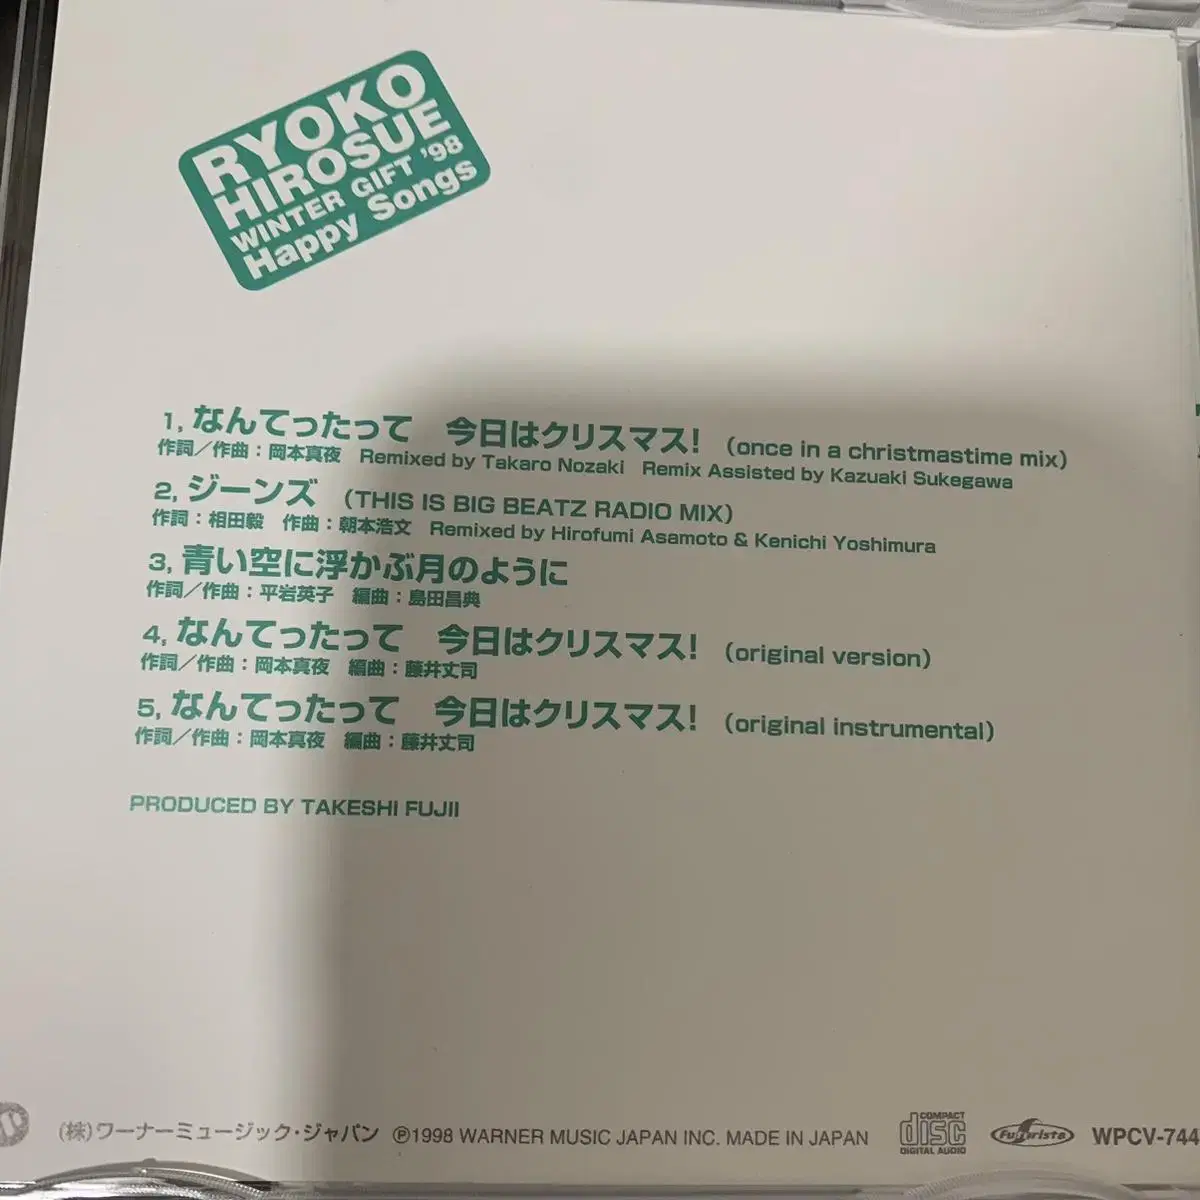 RYOKO
HIROSUE
WINTER GIFT '98
Happy Songs
1, なんてったって 今日はクリスマス! (once in a christmastime mix)
作詞/作曲:岡本真夜 Remixed by Takaro Nozaki Remix Assisted by Kazuaki Sukegawa
2, ジーンズ (THIS IS BIG BEATZ RADIO MIX)
作詞:相田毅 作曲:朝本浩文 Remixed by Hirofumi Asamoto & Kenichi Yoshimura
3, 青い空に浮かぶ月のように
作詞/作曲:平岩英子 編曲:島田昌典
4, なんてったって 今日はクリスマス! (original version)
作詞/作曲:岡本真夜 編曲:藤井丈司
5, なんてったって 今日はクリスマス! (original instrumental)
作詞/作曲:岡本真夜 編曲:藤井丈司
PRODUCED BY TAKESHI FUJII
(株)ワーナーミュージック・ジャパン ℗1998 WARNER MUSIC JAPAN INC. MADE IN JAPAN
COMPACT
disc
DIGITAL AUDIO
Futurista
WPCV-744